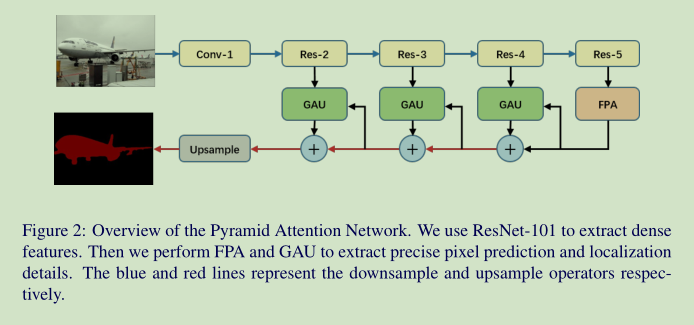 Conv-1 Res-2 Res-3 Res-4 Res-5
GAU GAU GAU FPA
Upsample + + +
Figure 2: Overview of the Pyramid Attention Network. We use ResNet-101 to extract dense
features. Then we perform FPA and GAU to extract precise pixel prediction and localization
details. The blue and red lines represent the downsample and upsample operators respec-
tively.